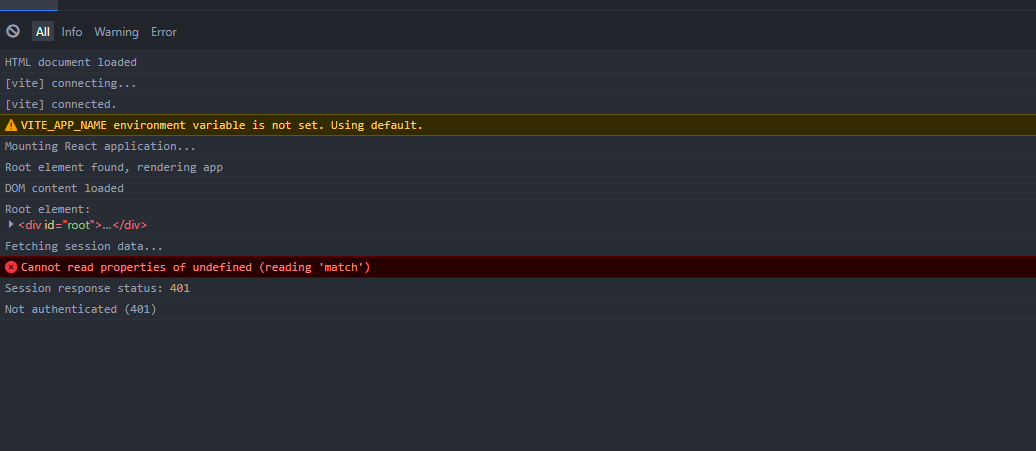 All Info Warning Error
HTML document loaded
[vite] connecting...
[vite] connected.
VITE_APP_NAME environment variable is not set. Using default.
Mounting React application...
Root element found, rendering app
DOM content loaded
Root element:
<div id="root">…</div>
Fetching session data...
Cannot read properties of undefined (reading 'match')
Session response status: 401
Not authenticated (401)